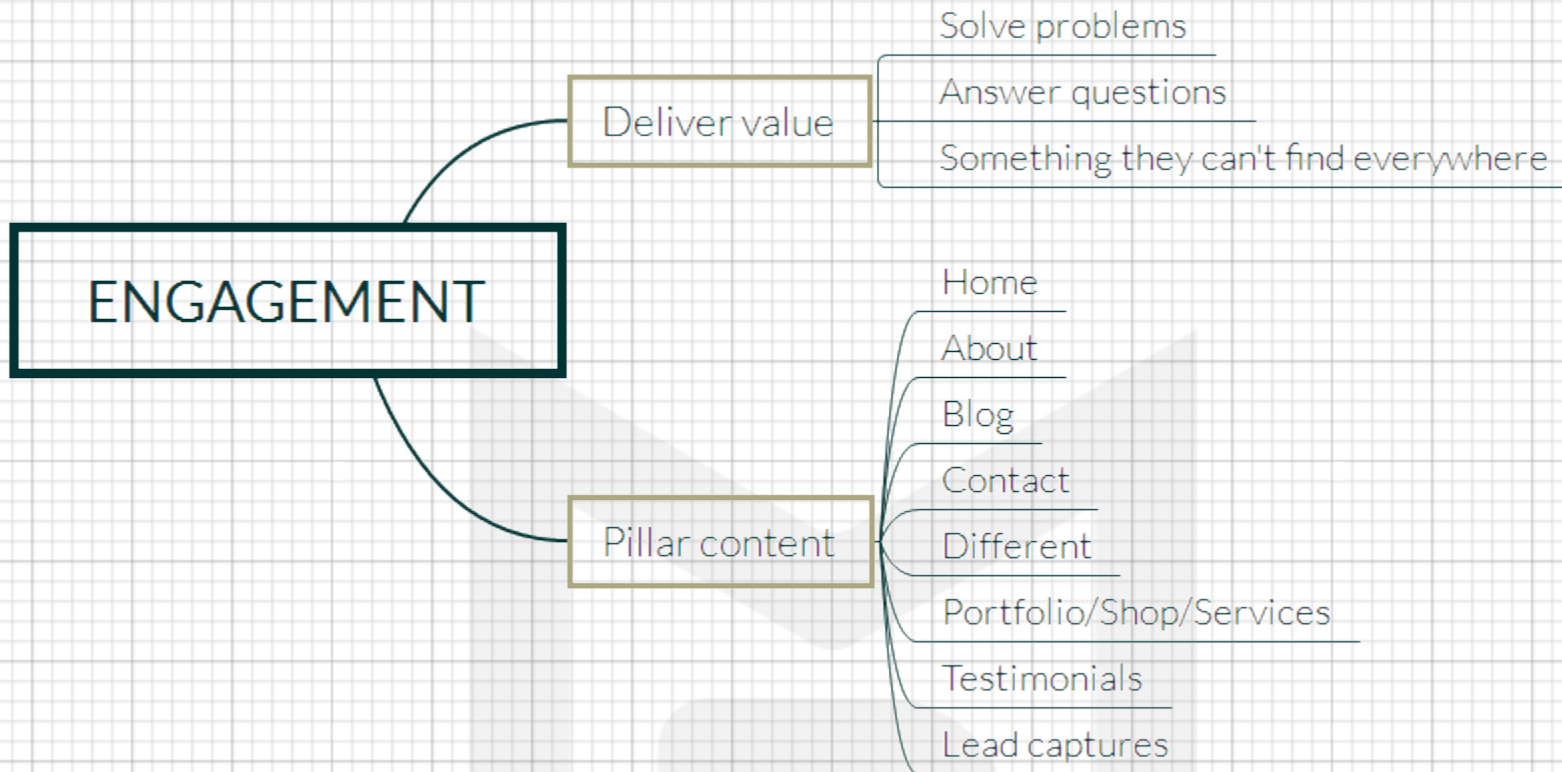 Solve problems
Answer questions
Deliver value
Something they can't find everywhere
ENGAGEMENT
Home
About
Blog
Contact
Pillar content
Different
Portfolio/Shop/Services
Testimonials
Lead captures